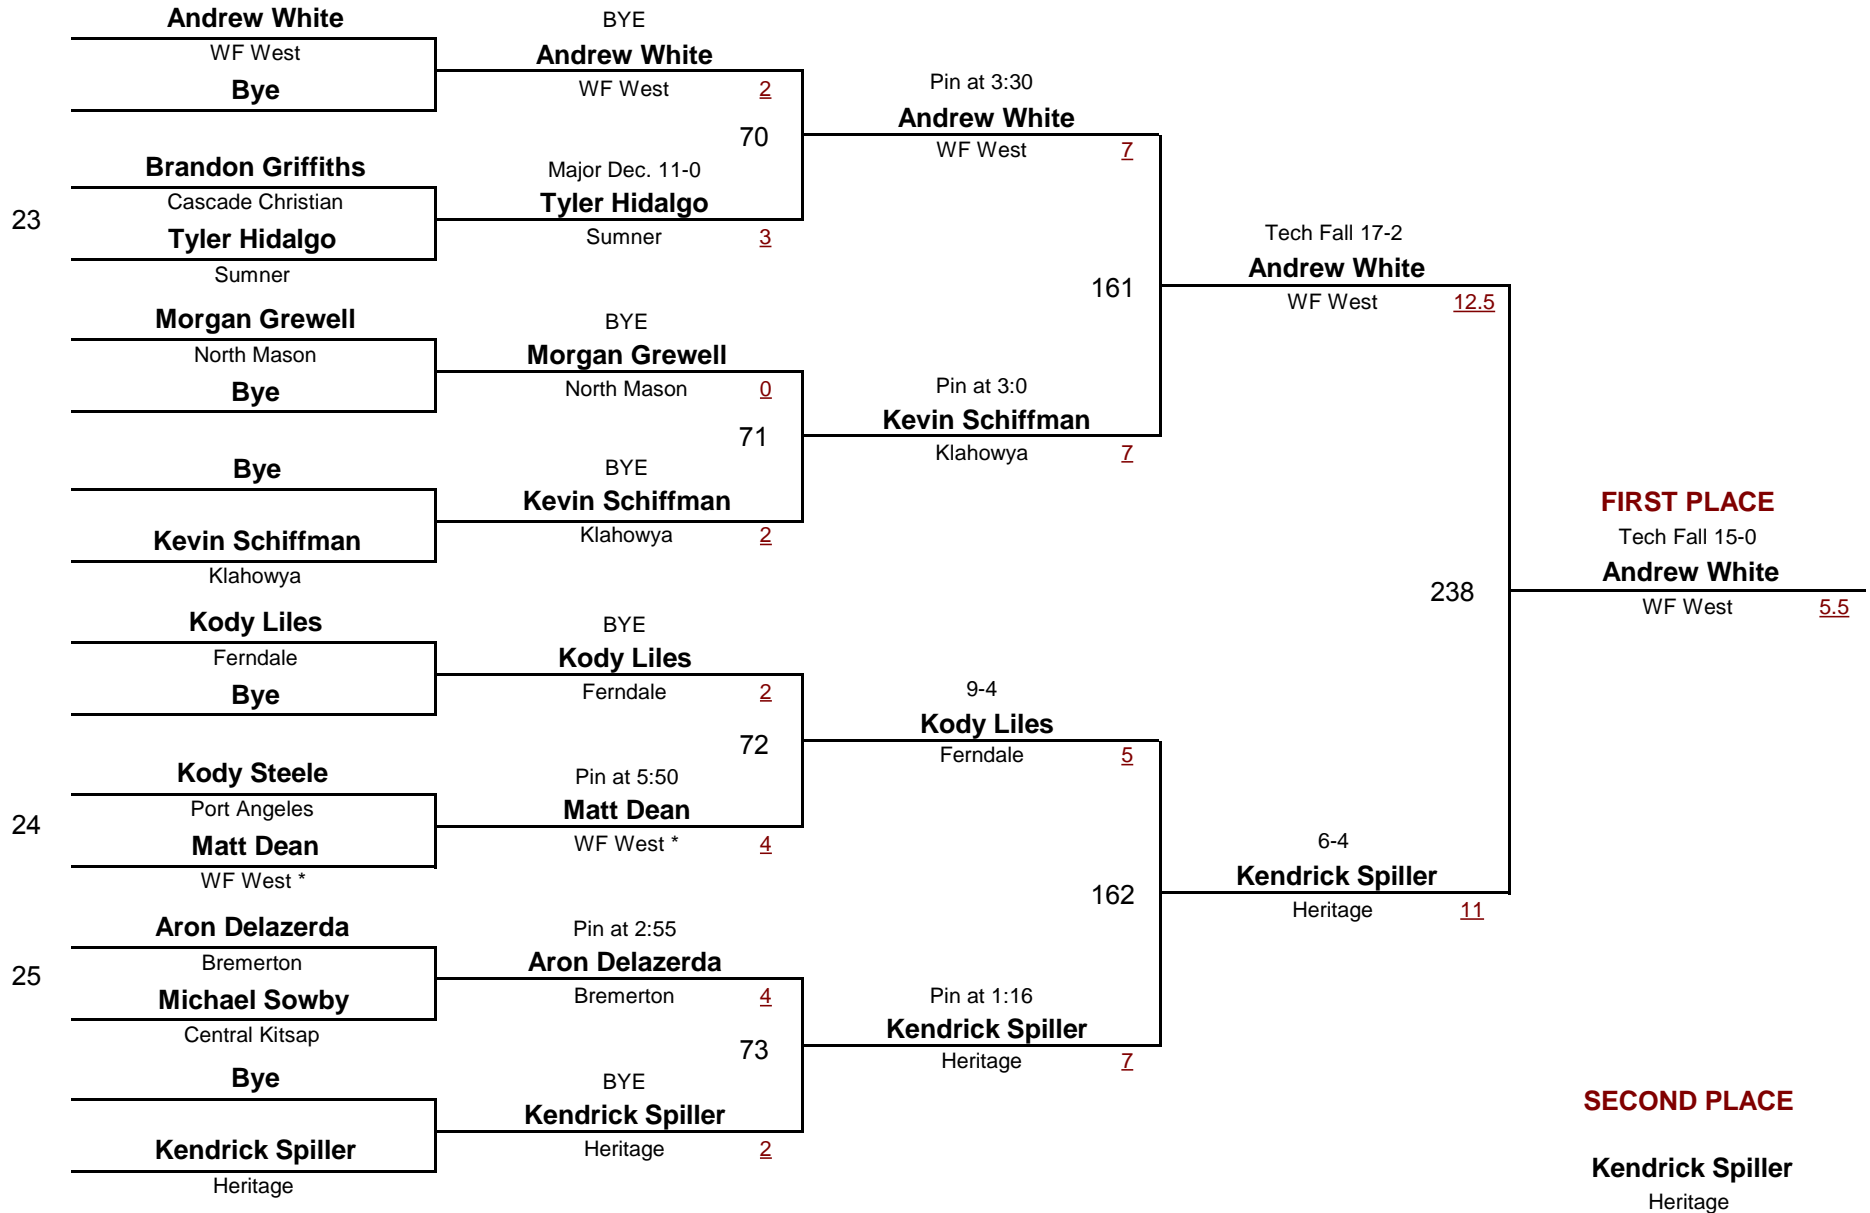 Andrew White
WF West
Bye
23
Brandon Griffiths
Cascade Christian
Tyler Hidalgo
Sumner
Morgan Grewell
North Mason
Bye
Bye
Kevin Schiffman
Klahowya
Kody Liles
Ferndale
Bye
24
Kody Steele
Port Angeles
Matt Dean
WF West *
25
Aron Delazerda
Bremerton
Michael Sowby
Central Kitsap
Bye
Kendrick Spiller
Heritage
BYE
Andrew White
WF West 2
70
Major Dec. 11-0
Tyler Hidalgo
Sumner 3
BYE
Morgan Grewell
North Mason 0
71
BYE
Kevin Schiffman
Klahowya 2
BYE
Kody Liles
Ferndale 2
72
Pin at 5:50
Matt Dean
WF West * 4
Pin at 2:55
Aron Delazerda
Bremerton 4
73
BYE
Kendrick Spiller
Heritage 2
Pin at 3:30
Andrew White
WF West 7
161
Pin at 3:0
Kevin Schiffman
Klahowya 7
9-4
Kody Liles
Ferndale 5
162
Pin at 1:16
Kendrick Spiller
Heritage 7
Tech Fall 17-2
Andrew White
WF West 12.5
238
6-4
Kendrick Spiller
Heritage 11
FIRST PLACE
Tech Fall 15-0
Andrew White
WF West 5.5
SECOND PLACE
Kendrick Spiller
Heritage